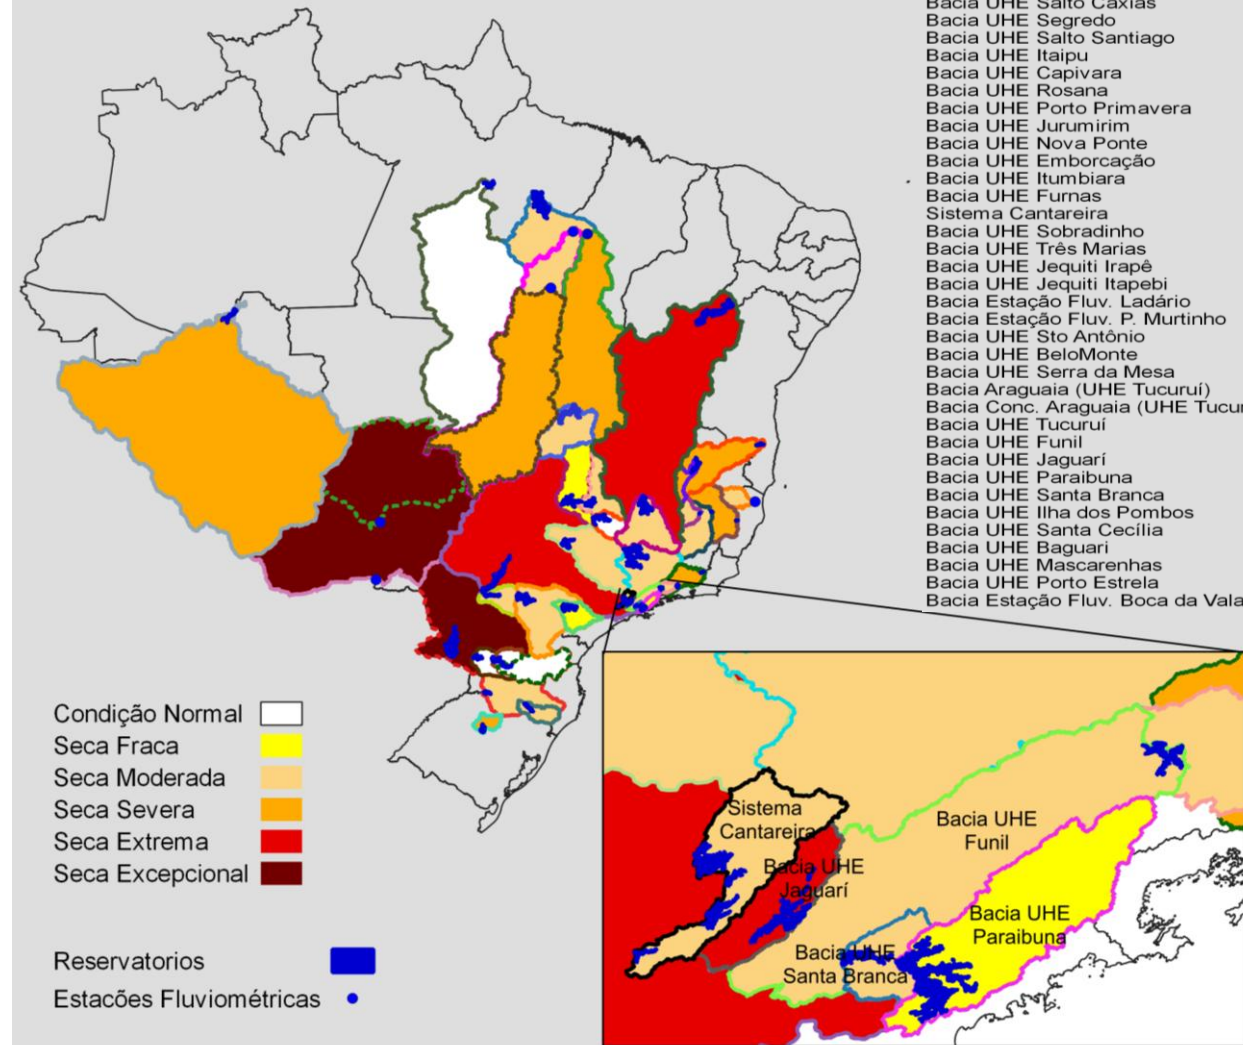 Bacia UHE Salto Caxias
Bacia UHE Segredo
Bacia UHE Salto Santiago
Bacia UHE Itaipu
Bacia UHE Capivara
Bacia UHE Rosana
Bacia UHE Porto Primavera
Bacia UHE Jurumirim
Bacia UHE Nova Ponte
Bacia UHE Emborcação
Bacia UHE Itumbiara
Bacia UHE Furnas
Sistema Cantareira
Bacia UHE Sobradinho
Bacia UHE Três Marias
Bacia UHE Jequiti Irapê
Bacia UHE Jequiti Itapebi
Bacia Estação Fluv. Ladário
Bacia Estação Fluv. P. Murtinho
Bacia UHE Sto Antônio
Bacia UHE BeloMonte
Bacia UHE Serra da Mesa
Bacia Araguaia (UHE Tucuruí)
Bacia Conc. Araguaia (UHE Tucur
Bacia UHE Tucuruí
Bacia UHE Funil
Bacia UHE Jaguarí
Bacia UHE Paraibuna
Bacia UHE Santa Branca
Bacia UHE Ilha dos Pombos
Bacia UHE Santa Cecília
Bacia UHE Baguari
Bacia UHE Mascarenhas
Bacia UHE Porto Estrela
Bacia Estação Fluv. Boca da Vala
Condição Normal
Seca Fraca
Seca Moderada
Seca Severa
Seca Extrema
Seca Excepcional
Reservatorios
Estacões Fluviométricas
Sistema
Cantareira
Bacia UHE
Jaguarí
Bacia UHE
Funil
Bacia UHE
Paraibuna
Bacia UHE
Santa Branca